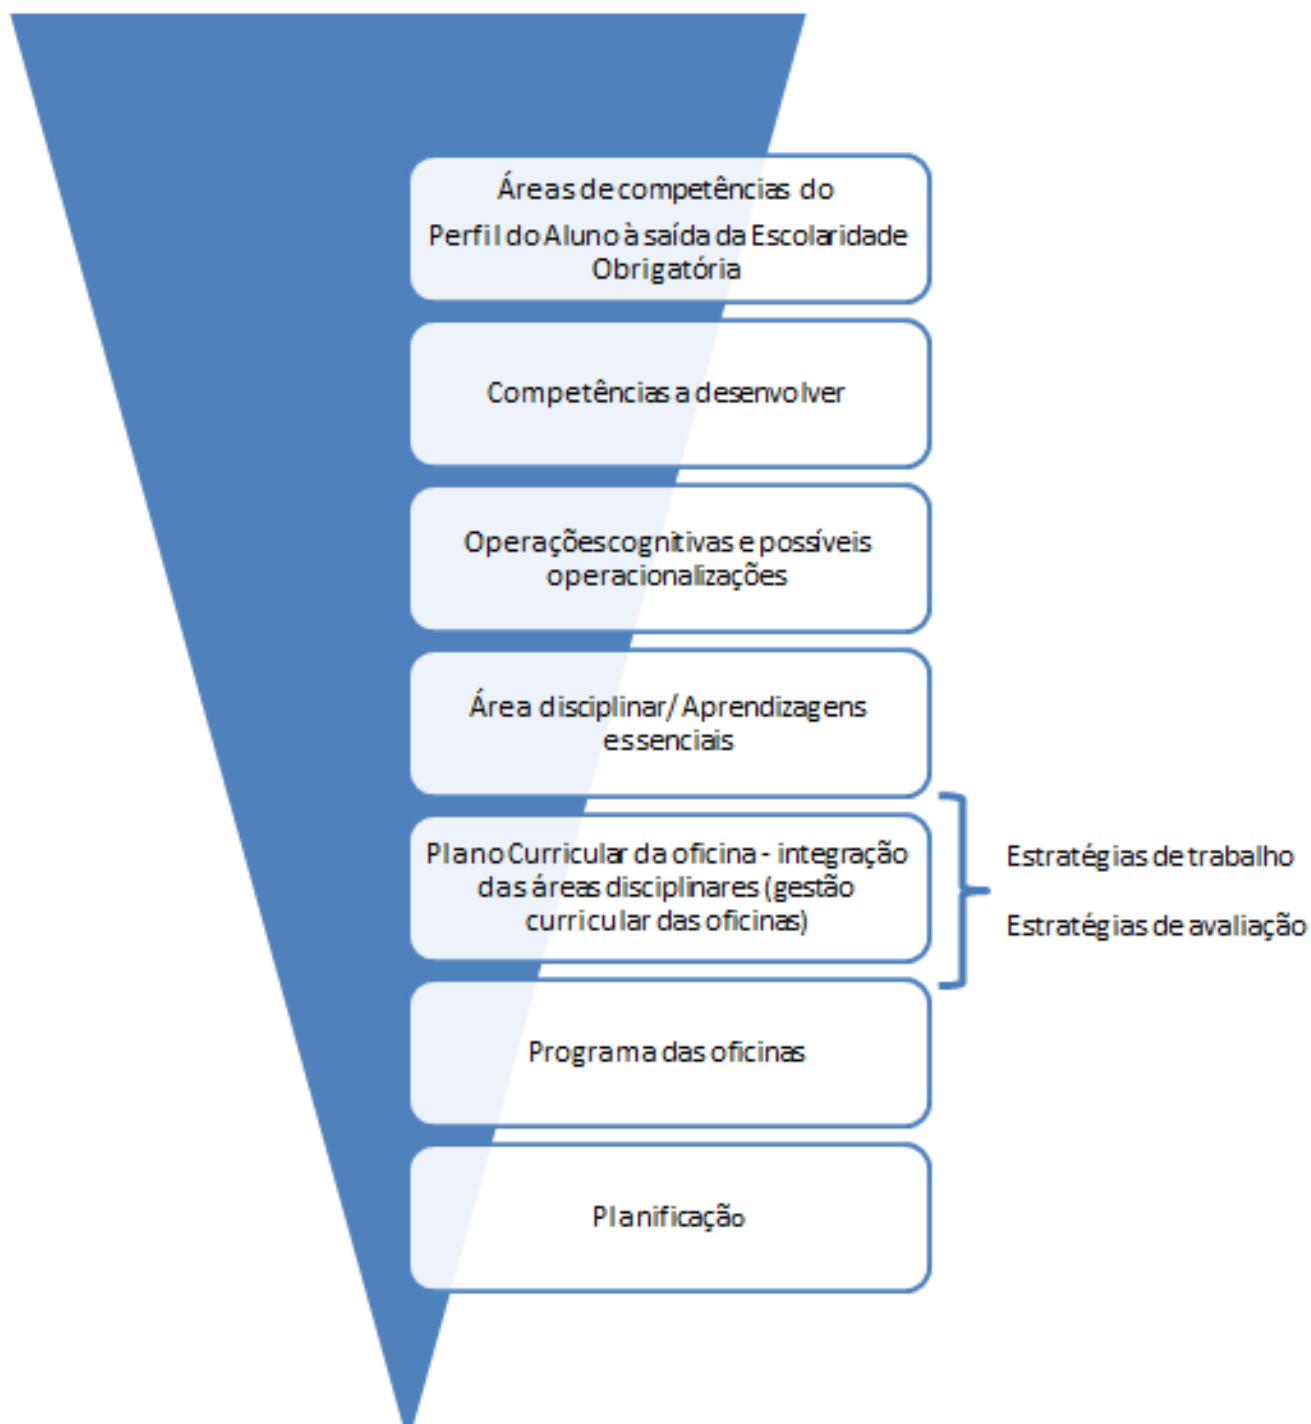 Áreas de competências do
Perfil do Aluno à saída da Escolaridade
Obrigatória
Competências a desenvolver
Operações cognitivas e possíveis
operacionalizações
Área disciplinar/ Aprendizagens
essenciais
Plano Curricular da oficina - integração
das áreas disciplinares (gestão
curricular das oficinas)
Estratégias de trabalho
Estratégias de avaliação
Programa das oficinas
Planificação